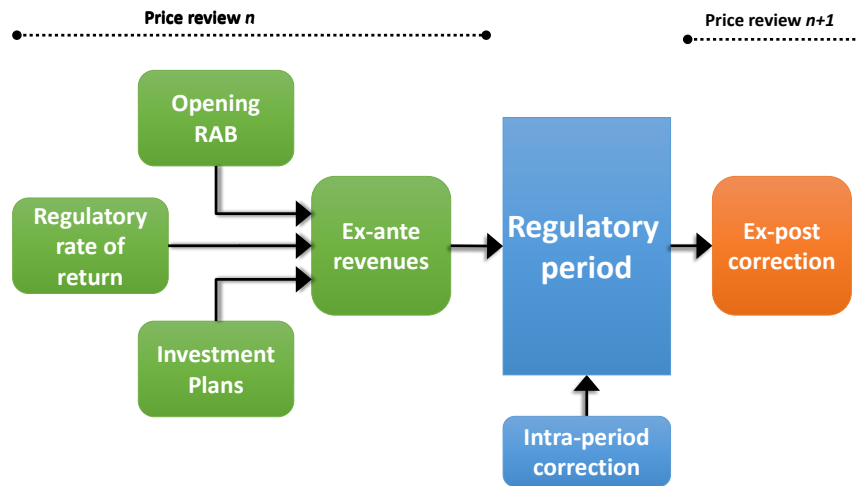 Price review n
Price review n+1
Opening
RAB
Regulatory
rate of
return
Investment
Plans
Ex-ante
revenues
Regulatory
period
Intra-period
correction
Ex-post
correction